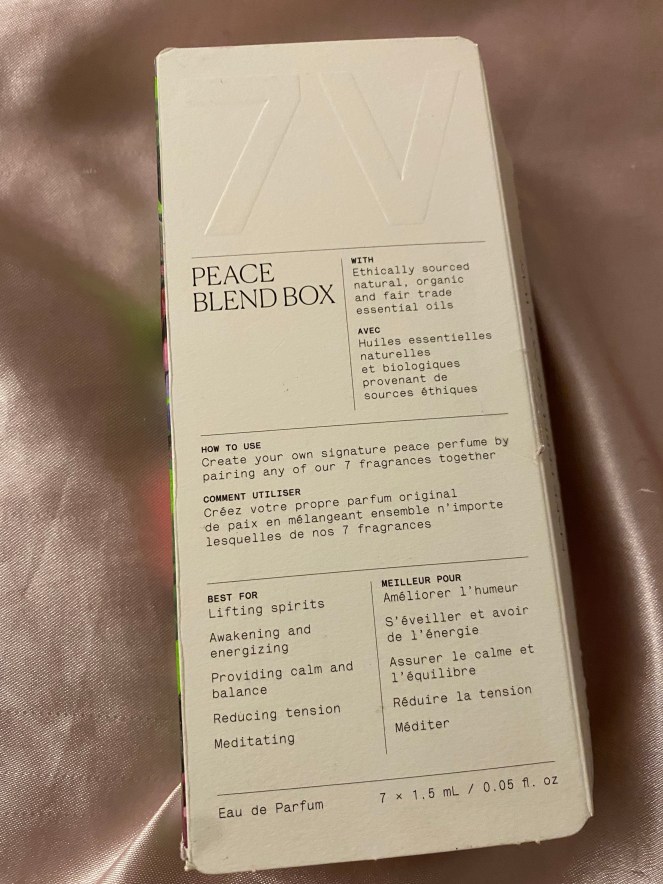 7V
PEACE
BLEND BOX
WITH
Ethically sourced
natural, organic
and fair trade
essential oils
AVEC
Huiles essentielles
naturelles
et biologiques
provenant de
sources éthiques
HOW TO USE
Create your own signature peace perfume by
pairing any of our 7 fragrances together
COMMENT UTILISER
Créez votre propre parfum original
de paix en mélangeant ensemble n'importe
lesquelles de nos 7 fragrances
BEST FOR
Lifting spirits
Awakening and
energizing
Providing calm and
balance
Reducing tension
Meditating
MEILLEUR POUR
Améliorer l'humeur
S'éveiller et avoir
de l'énergie
Assurer le calme et
l'équilibre
Réduire la tension
Méditer
Eau de Parfum
7 × 1.5 mL / 0.05 fl. oz